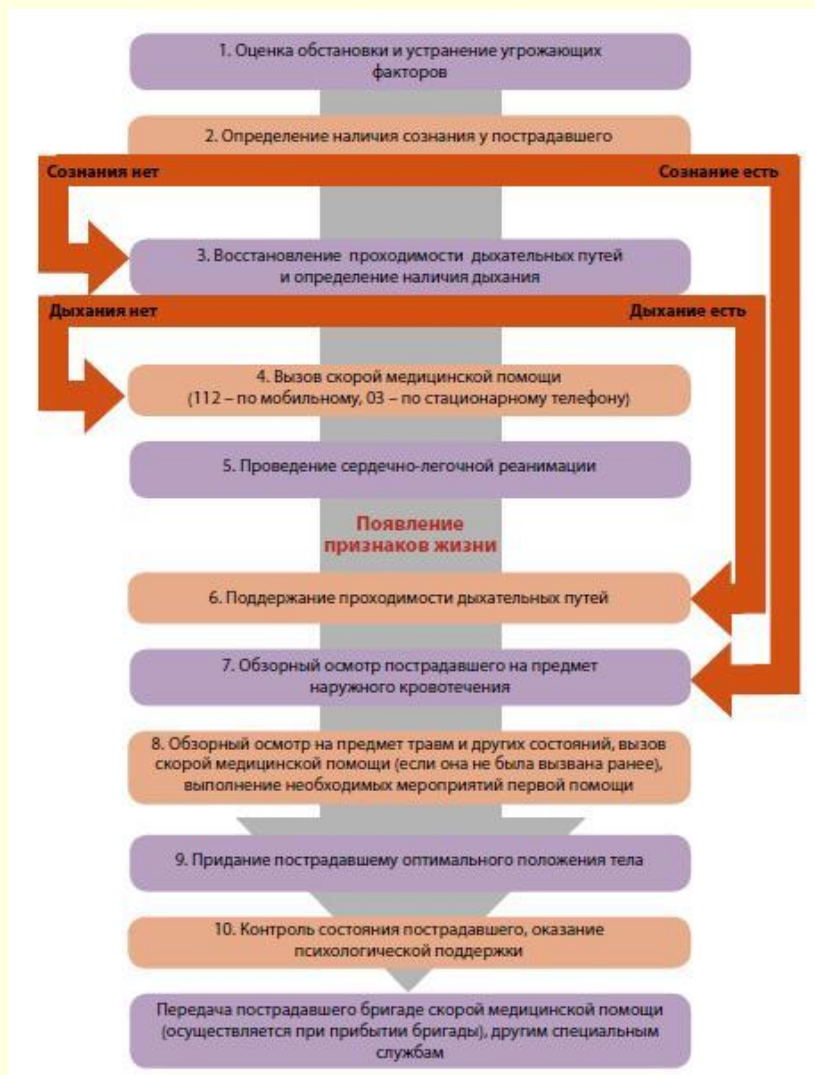 1. Оценка обстановки и устранение угрожающих
факторов
2. Определение наличия сознания у пострадавшего
Сознания нет
Сознание есть
3. Восстановление проходимости дыхательных путей
и определение наличия дыхания
Дыхания нет
Дыхание есть
4. Вызов скорой медицинской помощи
(112 – по мобильному, 03 – по стационарному телефону)
5. Проведение сердечно-легочной реанимации
Появление
признаков жизни
6. Поддержание проходимости дыхательных путей
7. Обзорный осмотр пострадавшего на предмет
наружного кровотечения
8. Обзорный осмотр на предмет травм и других состояний, вызов
скорой медицинской помощи (если она не была вызвана ранее),
выполнение необходимых мероприятий первой помощи
9. Придание пострадавшему оптимального положения тела
10. Контроль состояния пострадавшего, оказание
психологической поддержки
Передача пострадавшего бригаде скорой медицинской помощи
(осуществляется при прибытии бригады), другим специальным
службам